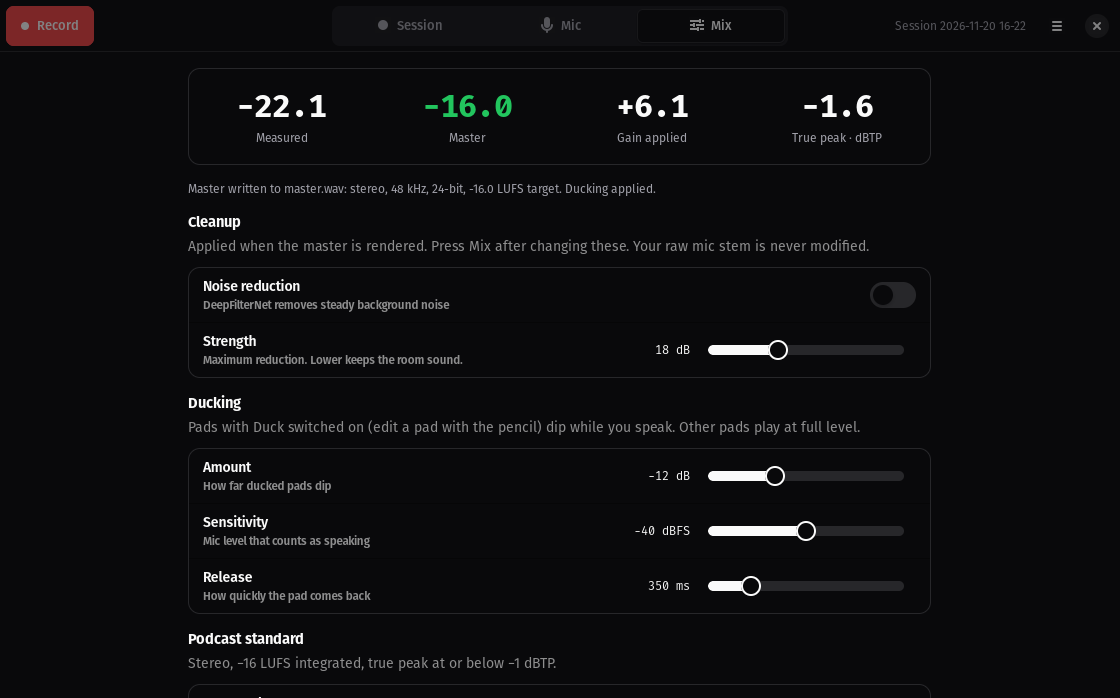 Record
Session
Mic
Mix
Session 2026-11-20 16-22
-22.1
-16.0
+6.1
-1.6
Measured
Master
Gain applied
True peak · dBTP
Master written to master.wav: stereo, 48 kHz, 24-bit, -16.0 LUFS target. Ducking applied.
Cleanup
Applied when the master is rendered. Press Mix after changing these. Your raw mic stem is never modified.
Noise reduction
DeepFilterNet removes steady background noise
Strength
18 dB
Maximum reduction. Lower keeps the room sound.
Ducking
Pads with Duck switched on (edit a pad with the pencil) dip while you speak. Other pads play at full level.
Amount
-12 dB
How far ducked pads dip
Sensitivity
-40 dBFS
Mic level that counts as speaking
Release
350 ms
How quickly the pad comes back
Podcast standard
Stereo, −16 LUFS integrated, true peak at or below −1 dBTP.